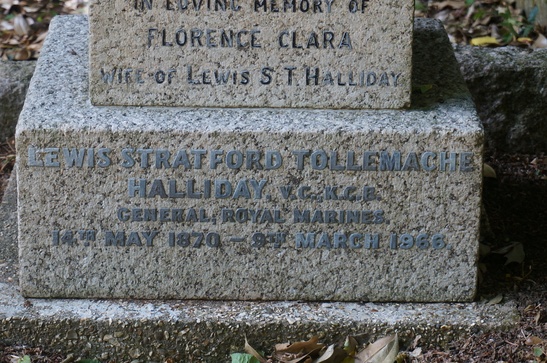 IN LOVING MEMORY OF
FLORENCE CLARA
WIFE OF LEWIS S.T. HALLIDAY
LEWIS STRATFORD TOLLEMACHE
HALLIDAY. V.C., K.C.B.
GENERAL, ROYAL MARINES.
14TH MAY 1870 - 9TH MARCH 1966.